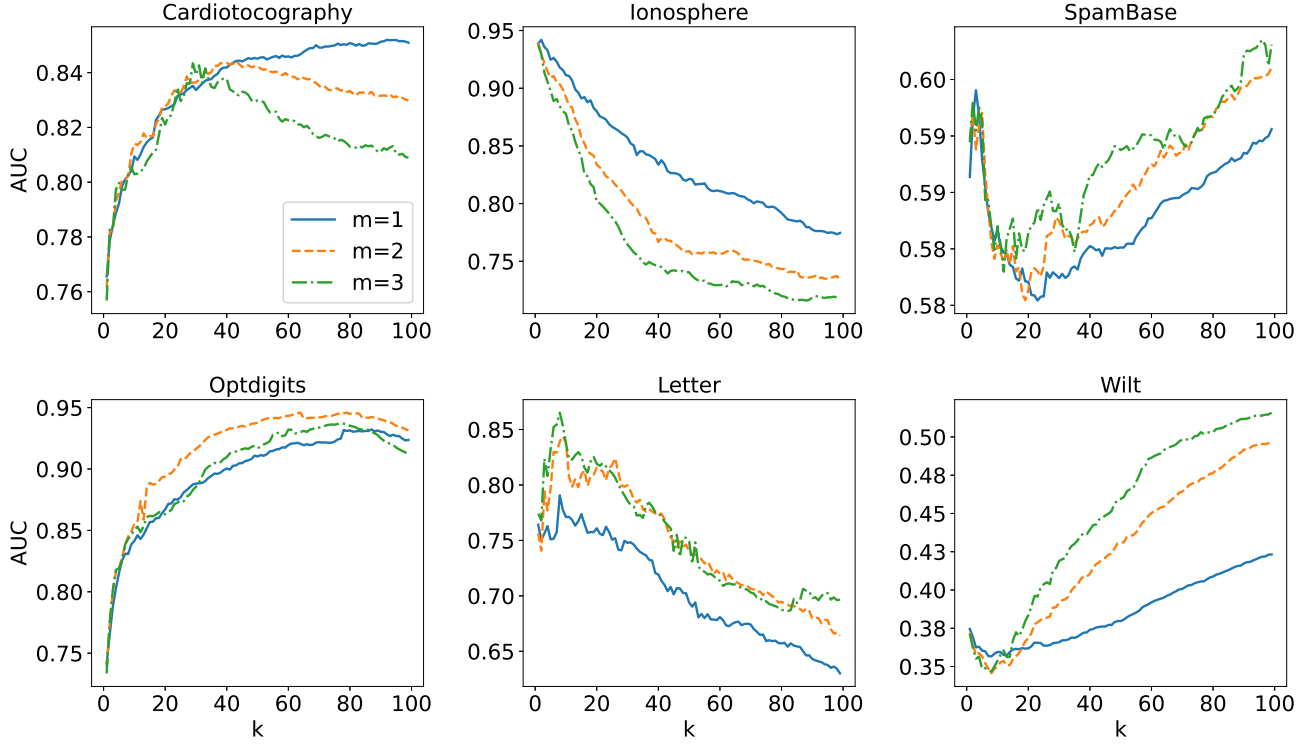 Cardiotocography
AUC
0.84
0.82
0.80
0.78
0.76
m=1
m=2
m=3
0 20 40 60 80 100
Ionosphere
0.95
0.90
0.85
0.80
0.75
0 20 40 60 80 100
SpamBase
0.60
0.59
0.59
0.58
0.58
0 20 40 60 80 100
Optdigits
AUC
0.95
0.90
0.85
0.80
0.75
0 20 40 60 80 100
k
Letter
0.85
0.80
0.75
0.70
0.65
0 20 40 60 80 100
k
Wilt
0.50
0.48
0.45
0.43
0.40
0.38
0.35
0 20 40 60 80 100
k